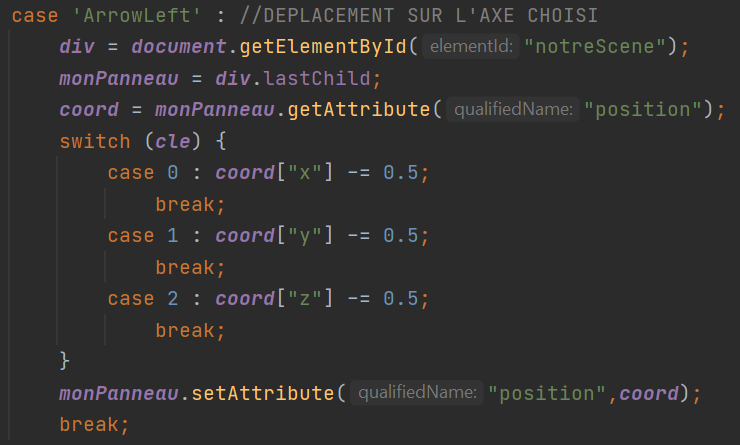 case 'ArrowLeft' : //DEPLACEMENT SUR L'AXE CHOISI
div = document.getElementById( elementId: "notreScene");
monPanneau = div.lastChild;
coord = monPanneau.getAttribute( qualifiedName: "position");
switch (cle) {
case 0 : coord["x"] -= 0.5;
break;
case 1 : coord["y"] -= 0.5;
break;
case 2 : coord["z"] -= 0.5;
break;
}
monPanneau.setAttribute( qualifiedName: "position",coord);
break;